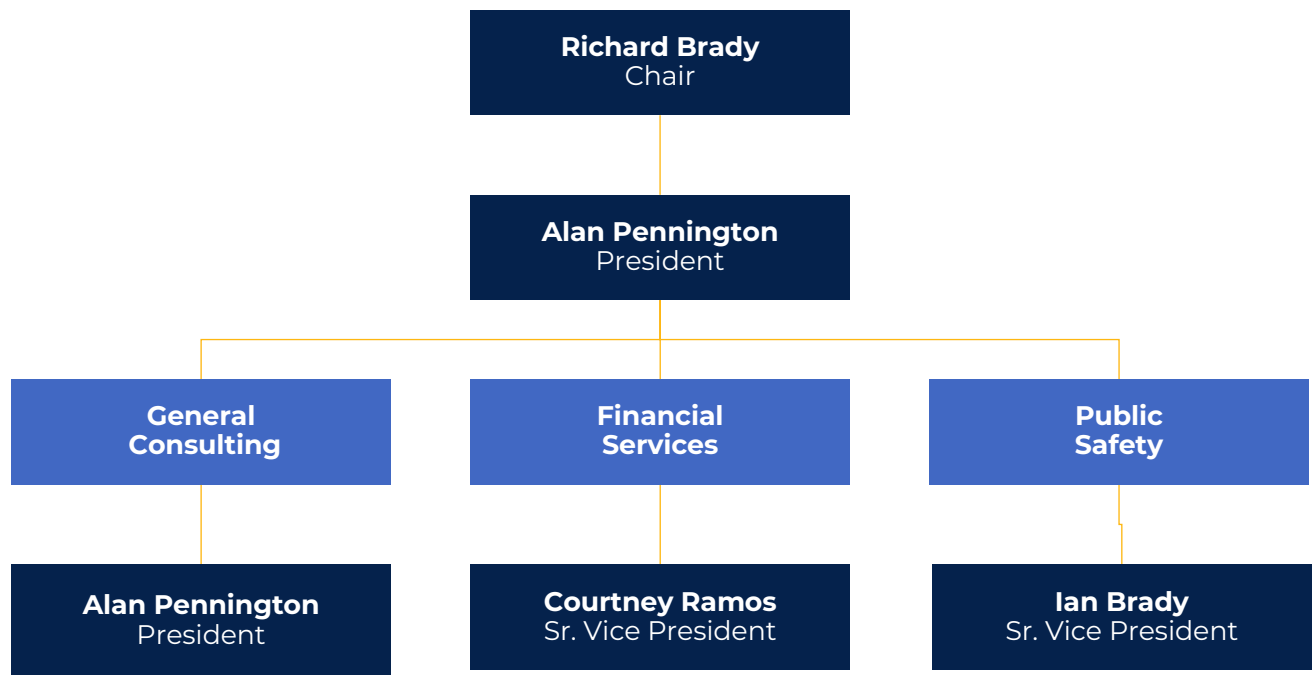 Richard Brady
Chair
Alan Pennington
President
General
Consulting
Financial
Services
Public
Safety
Alan Pennington
President
Courtney Ramos
Sr. Vice President
Ian Brady
Sr. Vice President